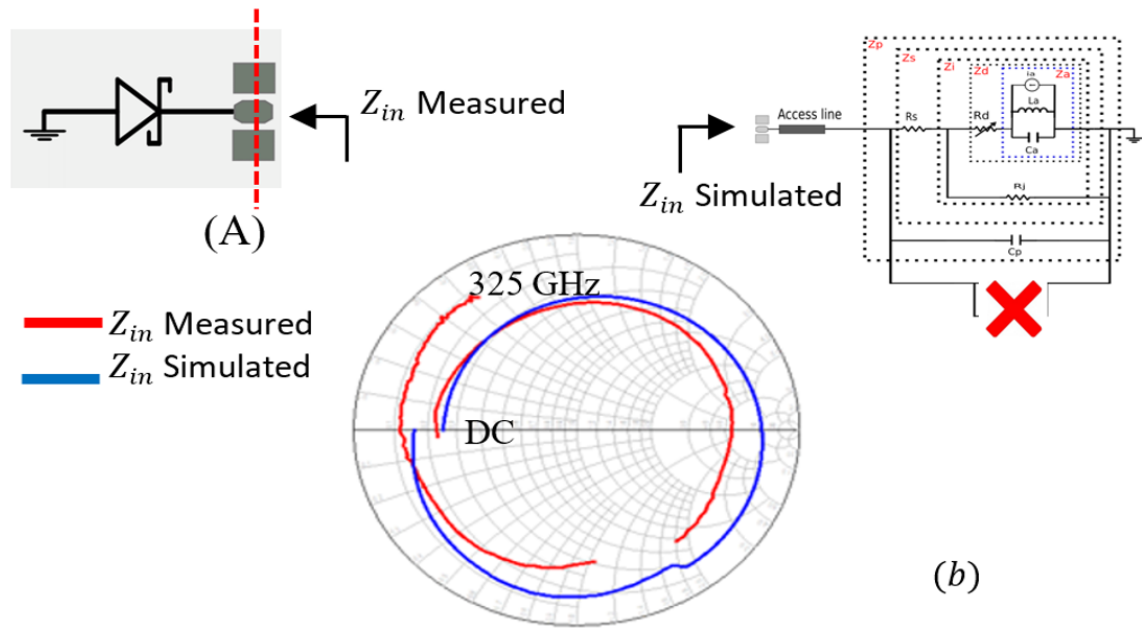 Z_in Measured
(A)
Z_in Simulated
Access line
Zp
Zs
Zi
Zd
Za
La
Rs
Rd
Ca
Rj
Cp
Z_in Measured
Z_in Simulated
325 GHz
DC
(b)